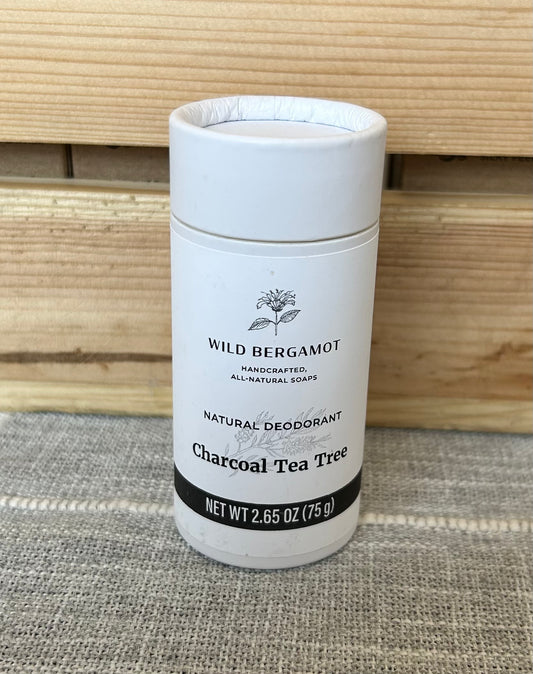 WILD BERGAMOT
HANDCRAFTED,
ALL-NATURAL SOAPS
NATURAL DEODORANT
Charcoal Tea Tree
NET WT 2.65 OZ (75 g)